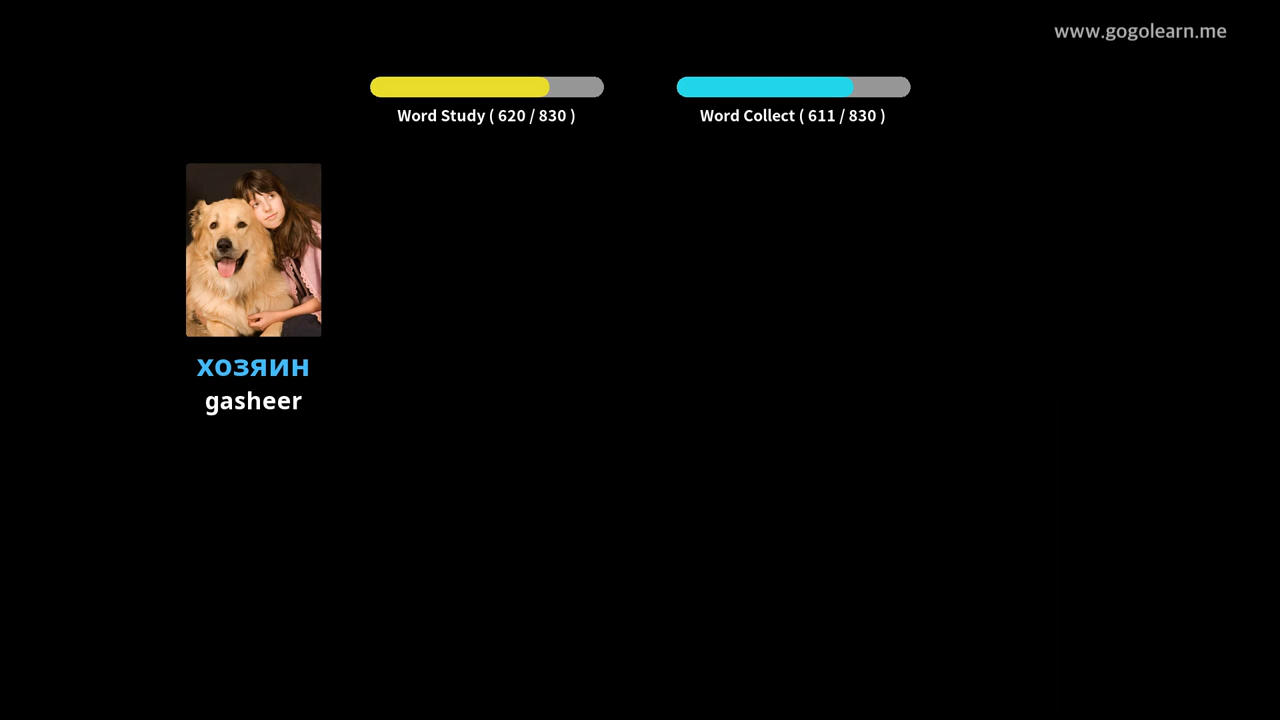 www.gogolearn.me
Word Study ( 620 / 830 )
Word Collect ( 611 / 830 )
хозяин
gasheer